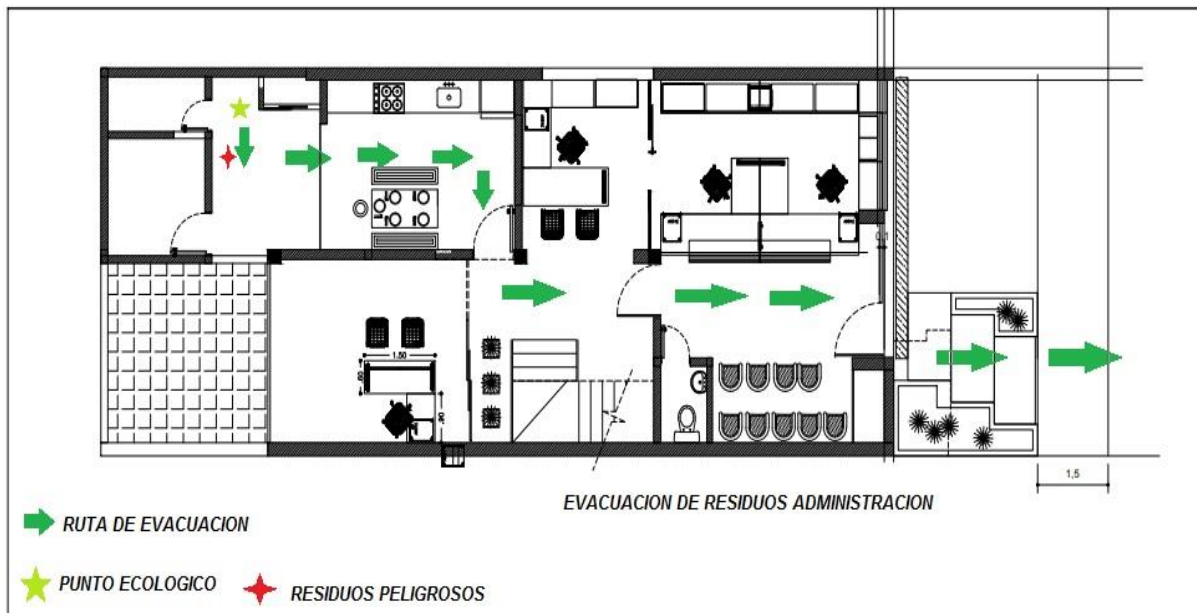 1.50
.60
.90
EVACUACION DE RESIDUOS ADMINISTRACION
1,5
RUTA DE EVACUACION
PUNTO ECOLOGICO
RESIDUOS PELIGROSOS